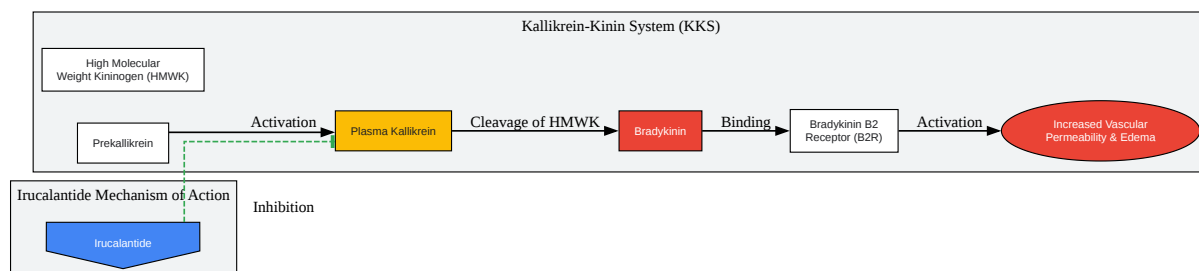 Kallikrein-Kinin System (KKS)
High Molecular
Weight Kininogen (HMWK)
Prekallikrein
Activation
Plasma Kallikrein
Cleavage of HMWK
Bradykinin
Binding
Bradykinin B2
Receptor (B2R)
Activation
Increased Vascular
Permeability & Edema
Irucalantide Mechanism of Action
Inhibition
Irucalantide